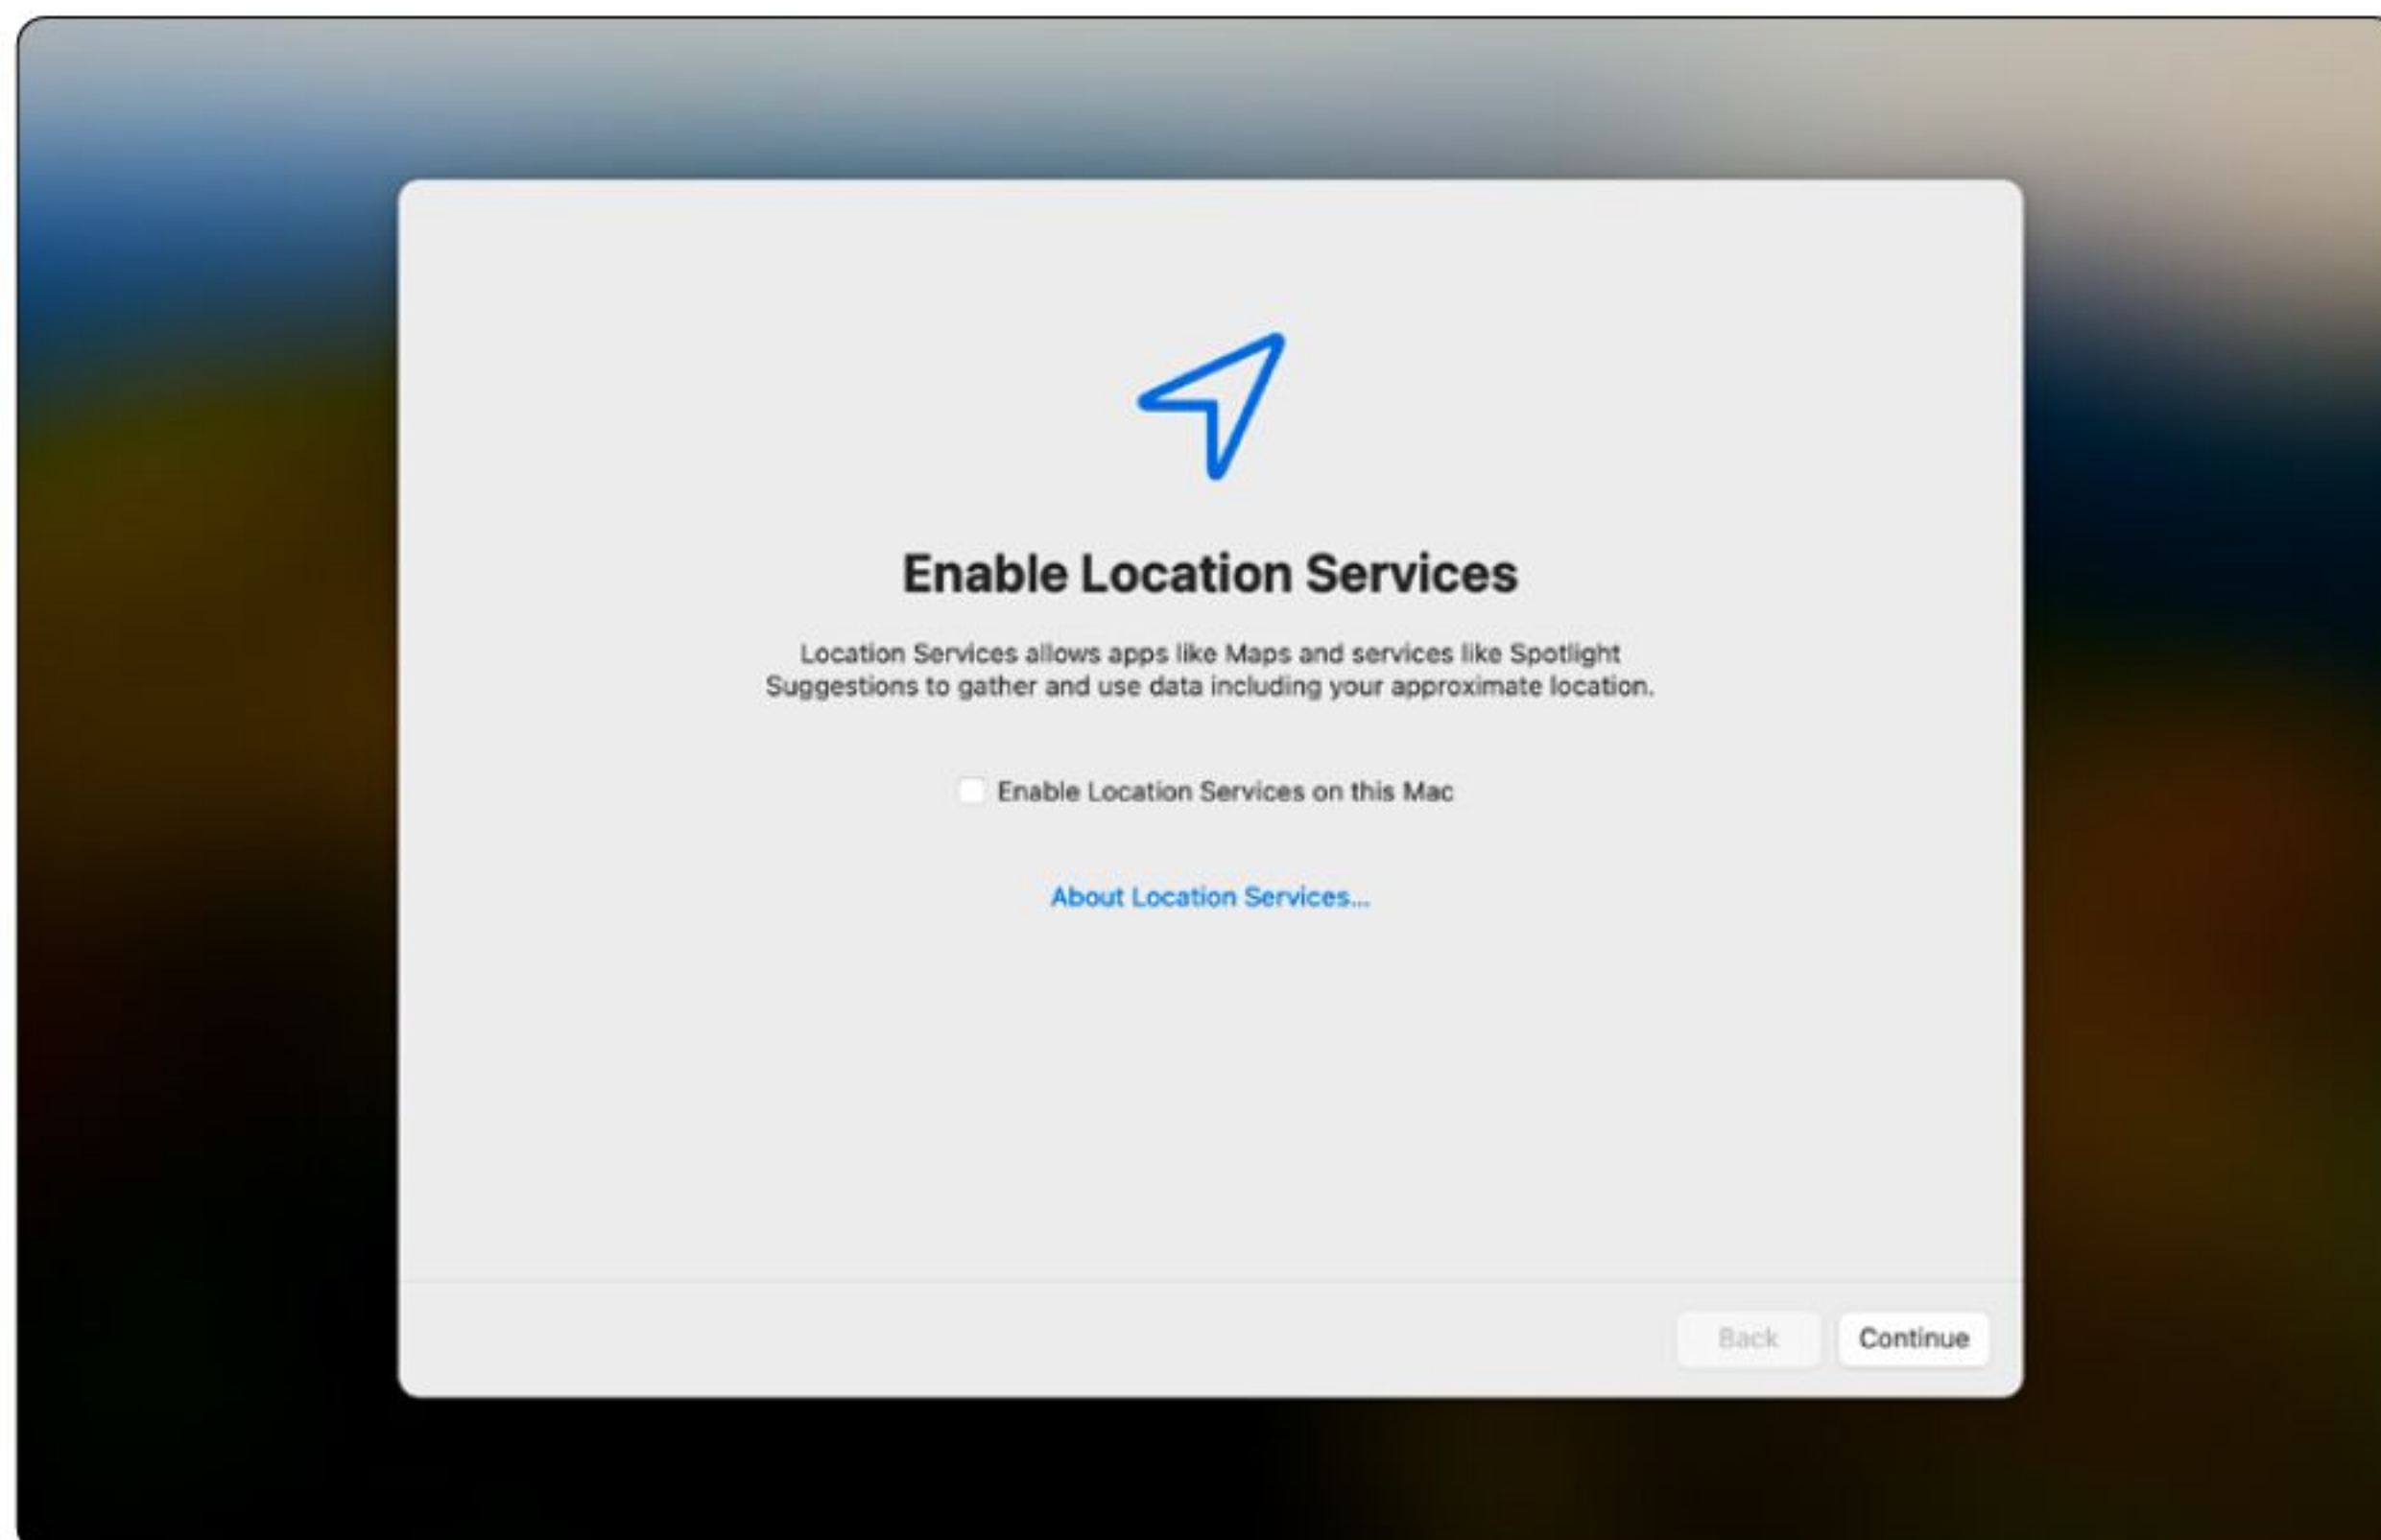 Enable Location Services
Location Services allows apps like Maps and services like Spotlight
Suggestions to gather and use data including your approximate location.
Enable Location Services on this Mac
About Location Services...
Back
Continue